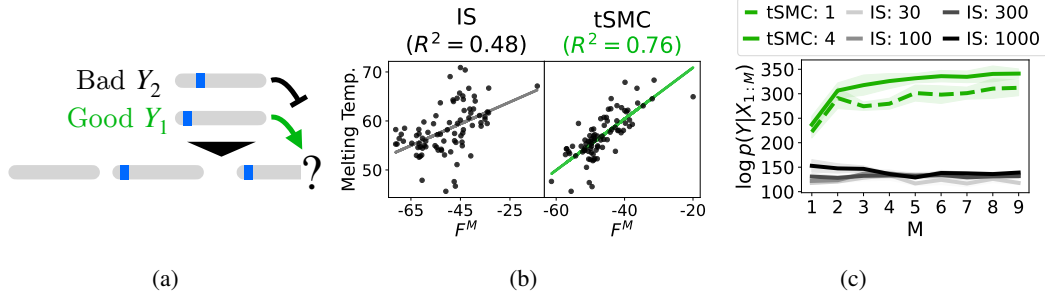 Bad Y₂
Good Y₁
?
(a)
IS
(R² = 0.48)
tSMC
(R² = 0.76)
Melting Temp.
70
60
50
-65
-45
-25
F^M
-60
-40
-20
F^M
(b)
tSMC: 1
tSMC: 4
IS: 30
IS: 100
IS: 300
IS: 1000
log p(Y|X₁:M)
350
300
250
200
150
100
1 2 3 4 5 6 7 8 9
M
(c)